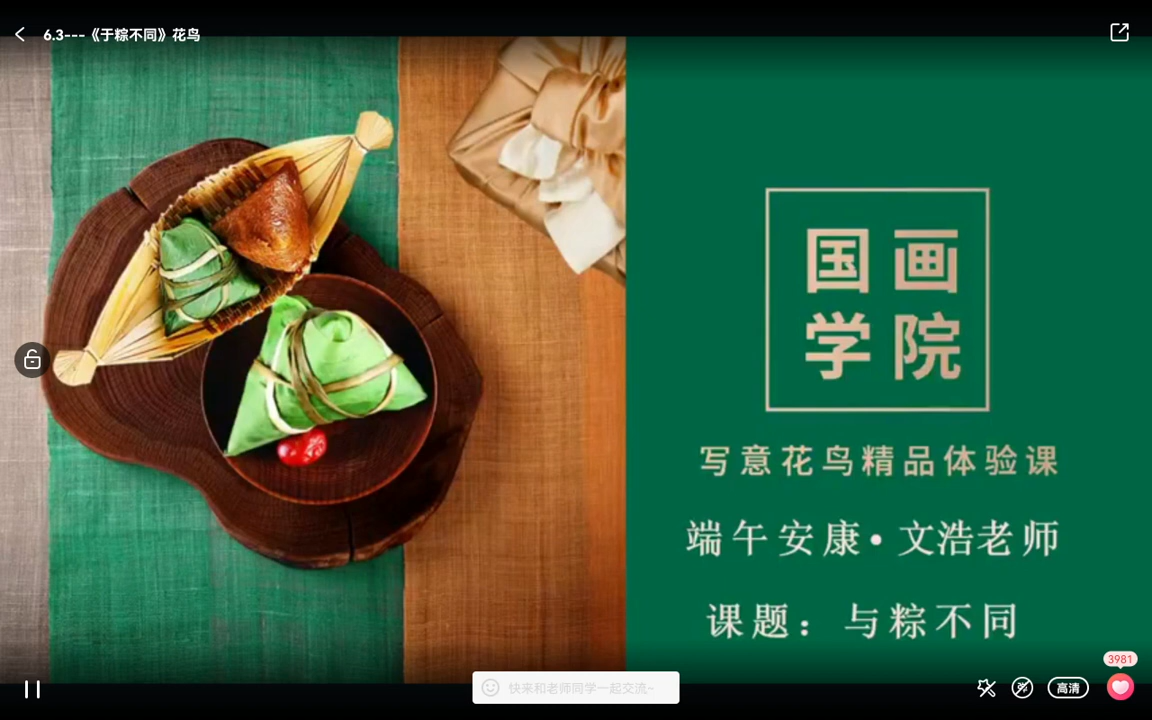 6.3---《于粽不同》花鸟
国画
学院
写意花鸟精品体验课
端午安康·文浩老师
课题：与粽不同
3981
快来和老师同学一起交流~
高清